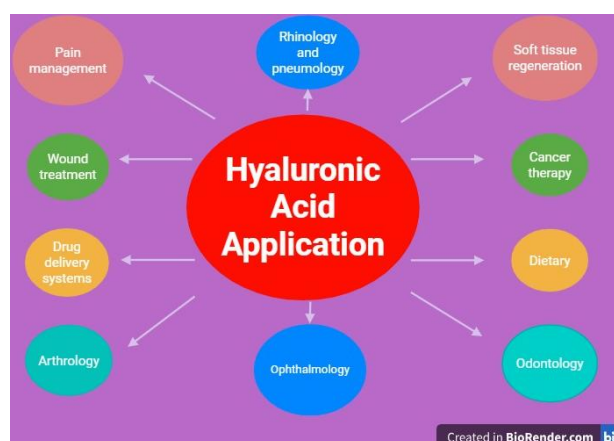 Pain
management
Rhinology
and
pneumology
Soft tissue
regeneration
Wound
treatment
Hyaluronic
Acid
Application
Cancer
therapy
Drug
delivery
systems
Dietary
Arthrology
Ophthalmology
Odontology
Created in BioRender.com bi